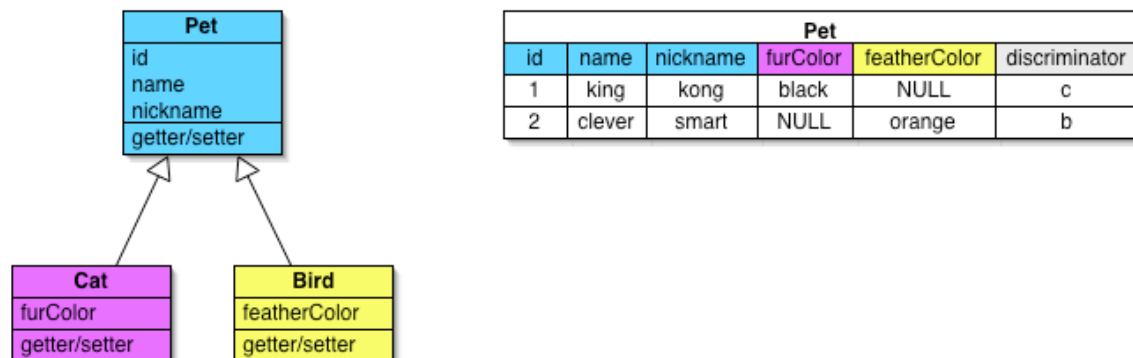 Pet
id
name
nickname
getter/setter
Cat
furColor
getter/setter
Bird
featherColor
getter/setter
Pet
id name nickname furColor featherColor discriminator
1 king kong black NULL c
2 clever smart NULL orange b